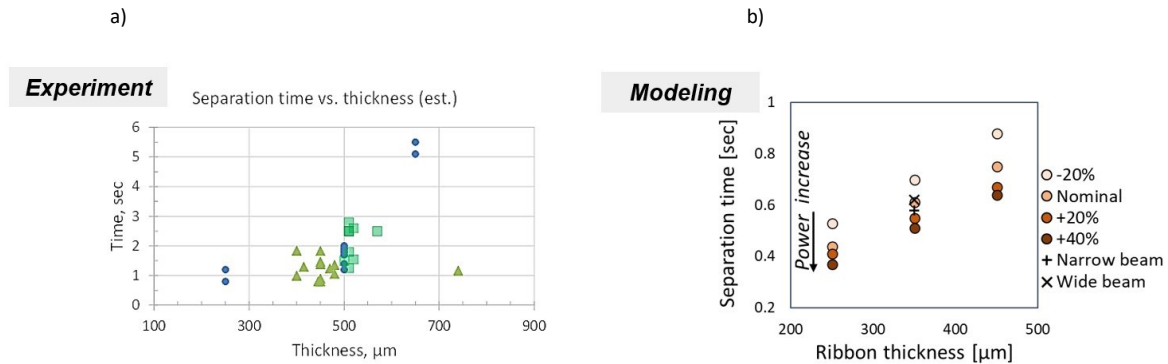 a)
b)
Experiment
Separation time vs. thickness (est.)
Time, sec
6
5
4
3
2
1
0
100
300
500
700
900
Thickness, µm
Modeling
Separation time [sec]
1
0.8
0.6
0.4
0.2
Power increase
200
300
400
500
Ribbon thickness [µm]
-20%
Nominal
+20%
+40%
Narrow beam
Wide beam